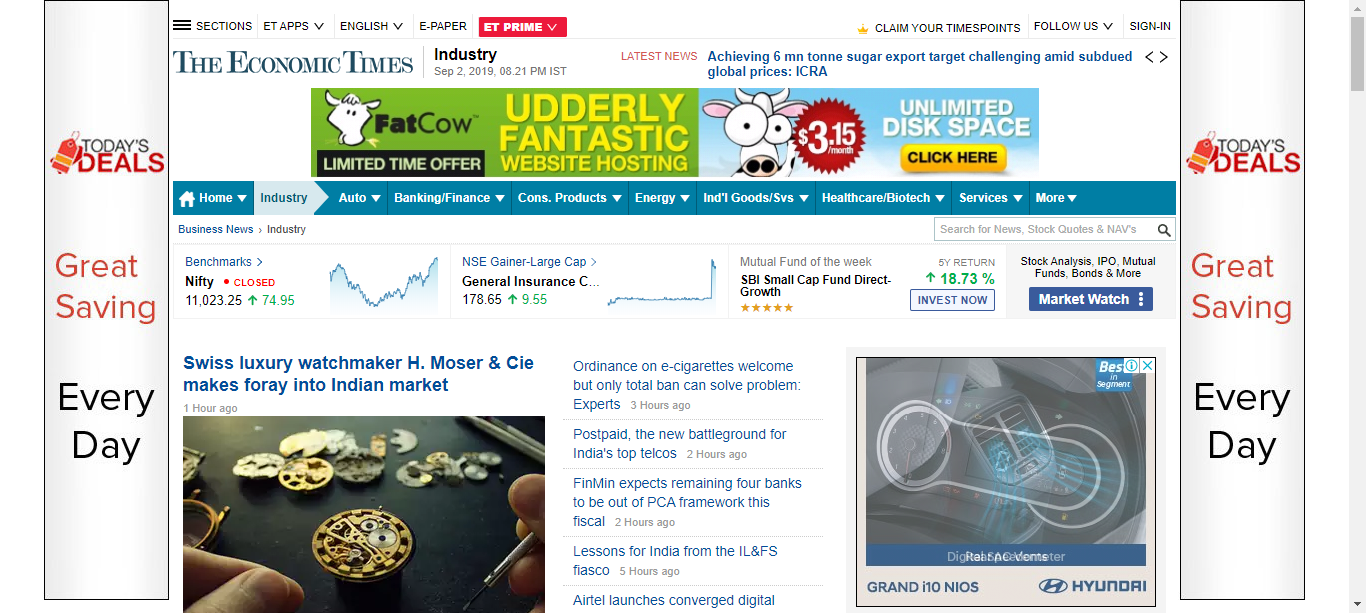 TODAY'S
DEALS
Great
Saving
Every
Day
SECTIONS
ET APPS
ENGLISH
E-PAPER
ET PRIME
CLAIM YOUR TIMESPOINTS
FOLLOW US
SIGN-IN
THE ECONOMIC TIMES
Industry
Sep 2, 2019, 08.21 PM IST
LATEST NEWS
Achieving 6 mn tonne sugar export target challenging amid subdued
global prices: ICRA
FatCow™
LIMITED TIME OFFER
UDDERLY
FANTASTIC
WEBSITE HOSTING
$3.15
/month
UNLIMITED
DISK SPACE
CLICK HERE
Home
Industry
Auto
Banking/Finance
Cons. Products
Energy
Ind'l Goods/Svs
Healthcare/Biotech
Services
More
Business News › Industry
Search for News, Stock Quotes & NAV's
Benchmarks
Nifty
CLOSED
11,023.25 74.95
NSE Gainer-Large Cap
General Insurance C...
178.65 9.55
Mutual Fund of the week
SBI Small Cap Fund Direct-
Growth
★★★★★
5Y RETURN
18.73 %
INVEST NOW
Stock Analysis, IPO, Mutual
Funds, Bonds & More
Market Watch
Swiss luxury watchmaker H. Moser & Cie
makes foray into Indian market
1 Hour ago
Ordinance on e-cigarettes welcome
but only total ban can solve problem:
Experts 3 Hours ago
Postpaid, the new battleground for
India's top telcos 2 Hours ago
FinMin expects remaining four banks
to be out of PCA framework this
fiscal 2 Hours ago
Lessons for India from the IL&FS
fiasco 5 Hours ago
Airtel launches converged digital
Best
in
Segment
GRAND i10 NIOS
HYUNDAI
TODAY'S
DEALS
Great
Saving
Every
Day